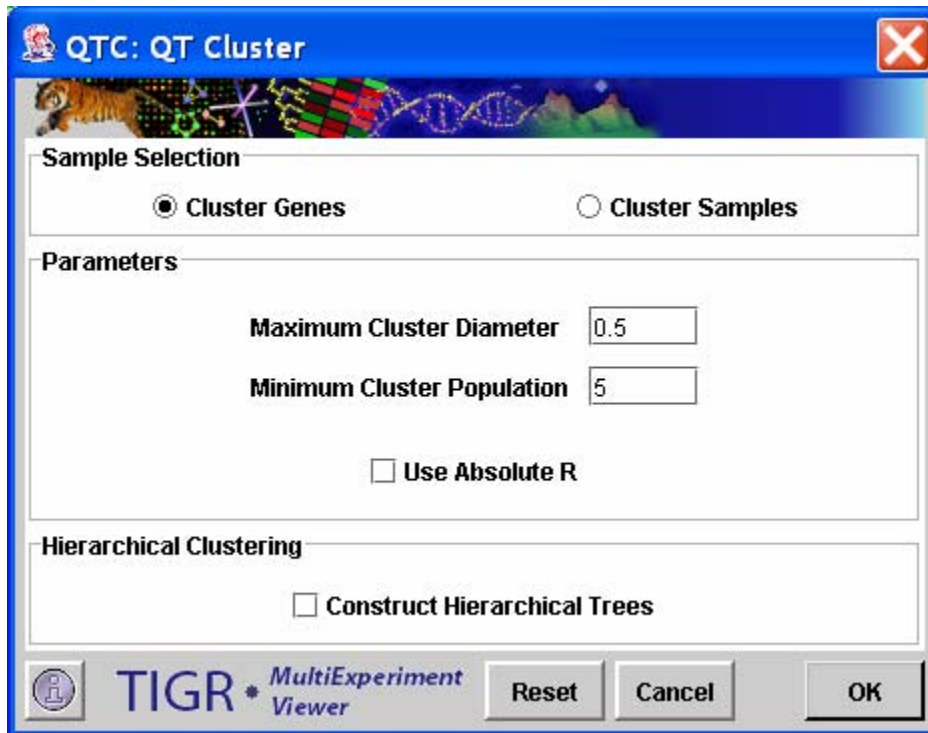 QTC: QT Cluster
Sample Selection
Cluster Genes Cluster Samples
Parameters
Maximum Cluster Diameter 0.5
Minimum Cluster Population 5
Use Absolute R
Hierarchical Clustering
Construct Hierarchical Trees
TIGR • MultiExperiment Viewer Reset Cancel OK